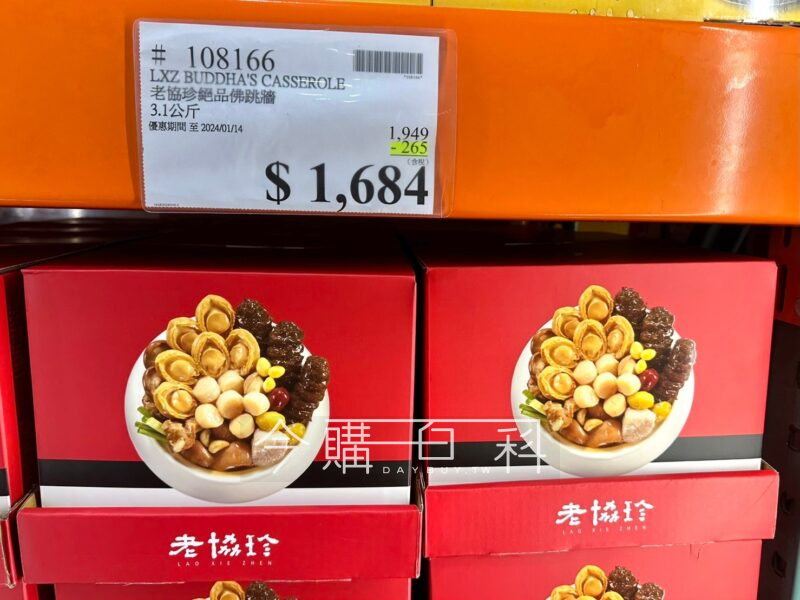 # 108166
LXZ BUDDHA'S CASSEROLE
老協珍絕品佛跳牆
3.1公斤
優惠期間 至 2024/01/14
1,949
- 265
(含稅)
$ 1,684
今購百科
DAYBUY.TW
老協珍
LAO XIE ZHEN
老協珍
LAO XIE ZHEN